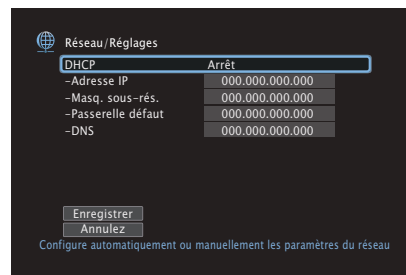 Réseau/Réglages
DHCP Arrêt
-Adresse IP 000.000.000.000
-Masq. sous-rés. 000.000.000.000
-Passerelle défaut 000.000.000.000
-DNS 000.000.000.000
Enregistrer
Annulez
Configure automatiquement ou manuellement les paramètres du réseau